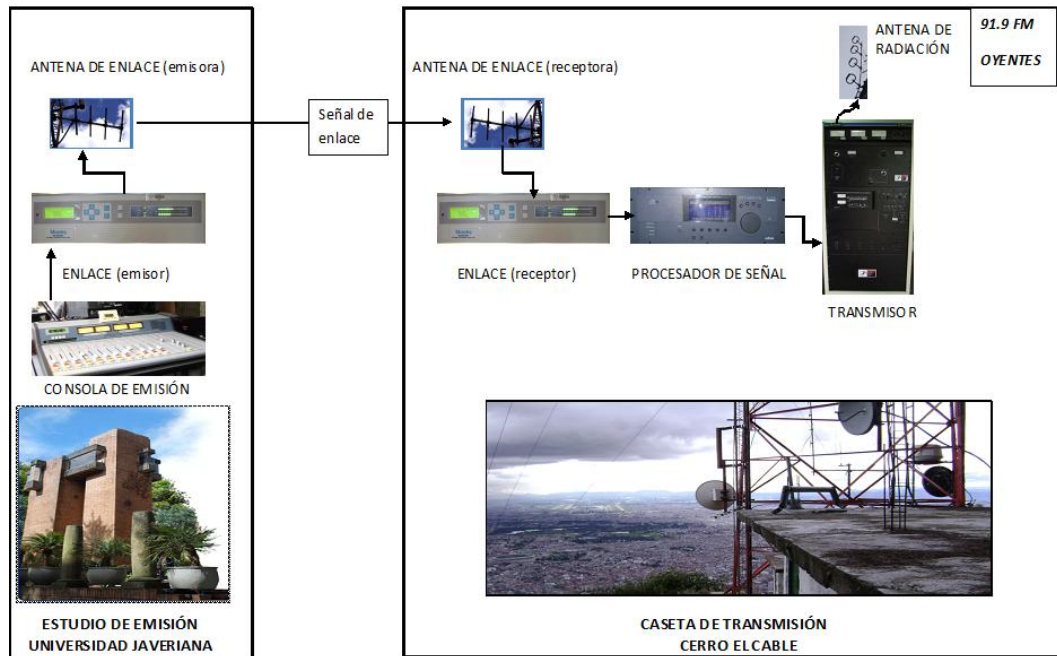 ANTENA DE ENLACE (emisora)
ENLACE (emisor)
CONSOLA DE EMISIÓN
ESTUDIO DE EMISIÓN
UNIVERSIDAD JAVERIANA
Señal de
enlace
ANTENA DE ENLACE (receptora)
ENLACE (receptor)
PROCESADOR DE SEÑAL
ANTENA DE
RADIACIÓN
TRANSMISOR
91.9 FM
OYENTES
CASETA DE TRANSMISIÓN
CERRO EL CABLE